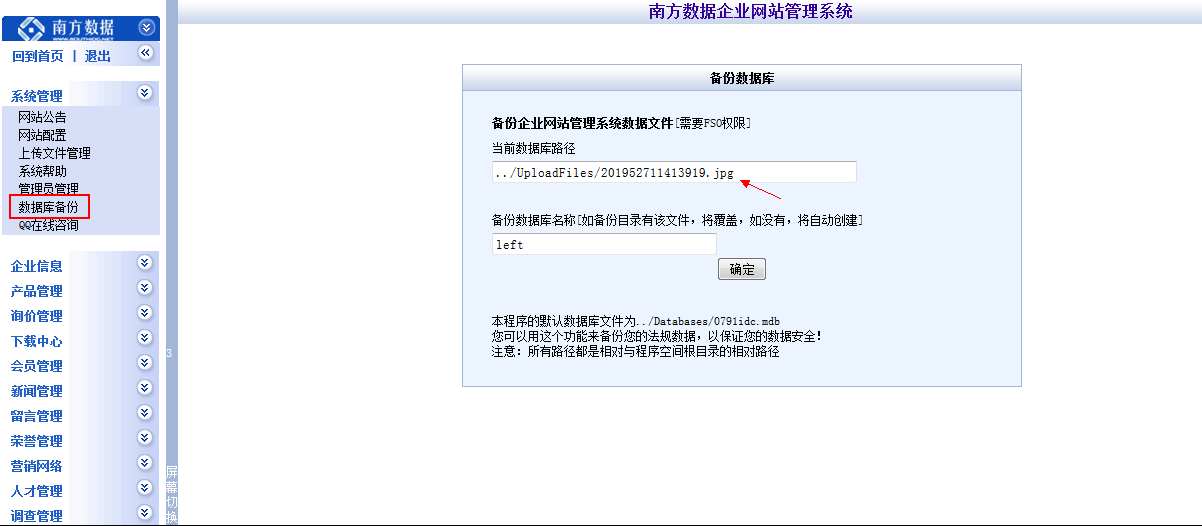 南方数据企业网站管理系统
南方数据
WWW.SOUTHIDC.NET
回到首页 | 退出
系统管理
网站公告
网站配置
上传文件管理
系统帮助
管理员管理
数据库备份
QQ在线咨询
企业信息
产品管理
询价管理
下载中心
会员管理
新闻管理
留言管理
荣誉管理
营销网络
人才管理
调查管理
3
屏幕切换
备份数据库
备份企业网站管理系统数据文件[需要FSO权限]
当前数据库路径
../UploadFiles/201952711413919.jpg
备份数据库名称[如备份目录有该文件，将覆盖，如没有，将自动创建]
left
确定
本程序的默认数据库文件为../Databases/0791idc.mdb
您可以用这个功能来备份您的法规数据，以保证您的数据安全！
注意：所有路径都是相对与程序空间根目录的相对路径